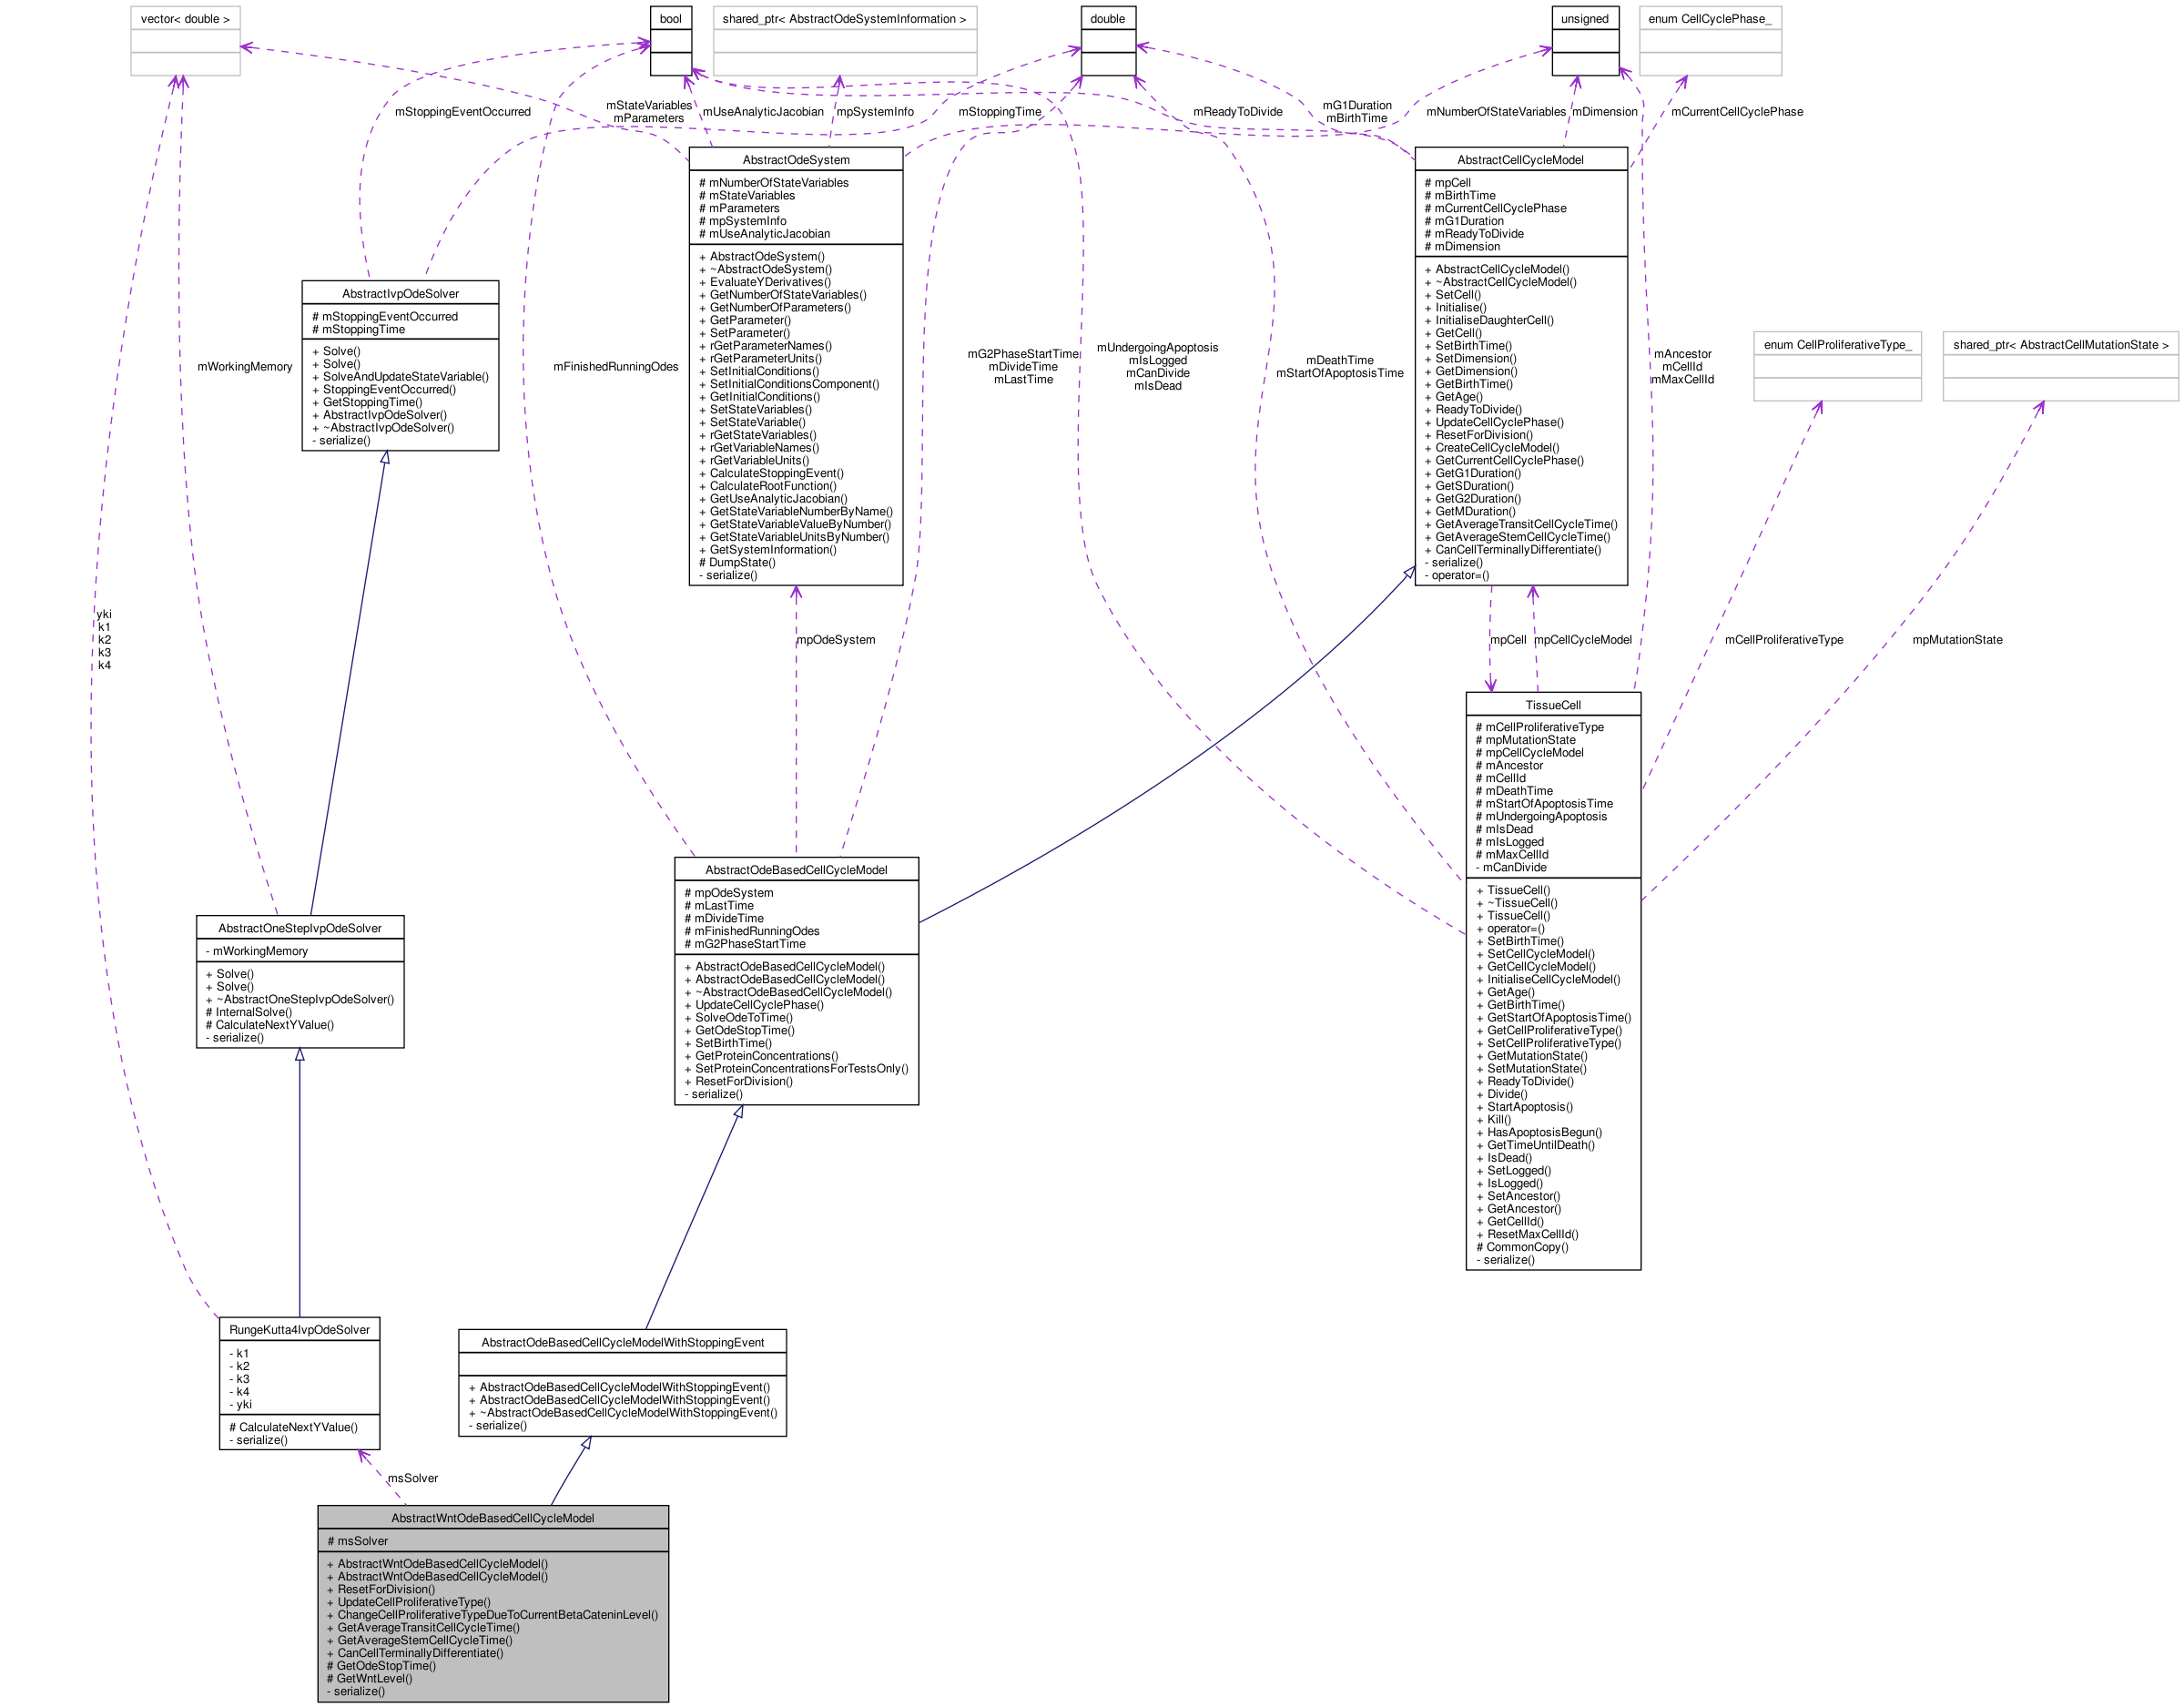 vector< double >
bool
shared_ptr< AbstractOdeSystemInformation >
double
unsigned
enum CellCyclePhase_
mStoppingEventOccurred
mStateVariables
mParameters
mUseAnalyticJacobian
mpSystemInfo
mStoppingTime
mReadyToDivide
mG1Duration
mBirthTime
mNumberOfStateVariables
mDimension
mCurrentCellCyclePhase
AbstractOdeSystem
# mNumberOfStateVariables
# mStateVariables
# mParameters
# mpSystemInfo
# mUseAnalyticJacobian
+ AbstractOdeSystem()
+ ~AbstractOdeSystem()
+ EvaluateYDerivatives()
+ GetNumberOfStateVariables()
+ GetNumberOfParameters()
+ GetParameter()
+ SetParameter()
+ rGetParameterNames()
+ rGetParameterUnits()
+ SetInitialConditions()
+ SetInitialConditionsComponent()
+ GetInitialConditions()
+ SetStateVariables()
+ SetStateVariable()
+ rGetStateVariables()
+ rGetVariableNames()
+ rGetVariableUnits()
+ CalculateStoppingEvent()
+ CalculateRootFunction()
+ GetUseAnalyticJacobian()
+ GetStateVariableNumberByName()
+ GetStateVariableValueByNumber()
+ GetStateVariableUnitsByNumber()
+ GetSystemInformation()
# DumpState()
- serialize()
AbstractCellCycleModel
# mpCell
# mBirthTime
# mCurrentCellCyclePhase
# mG1Duration
# mReadyToDivide
# mDimension
+ AbstractCellCycleModel()
+ ~AbstractCellCycleModel()
+ SetCell()
+ Initialise()
+ InitialiseDaughterCell()
+ GetCell()
+ SetBirthTime()
+ SetDimension()
+ GetDimension()
+ GetBirthTime()
+ GetAge()
+ ReadyToDivide()
+ UpdateCellCyclePhase()
+ ResetForDivision()
+ CreateCellCycleModel()
+ GetCurrentCellCyclePhase()
+ GetG1Duration()
+ GetSDuration()
+ GetG2Duration()
+ GetMDuration()
+ GetAverageTransitCellCycleTime()
+ GetAverageStemCellCycleTime()
+ CanCellTerminallyDifferentiate()
- serialize()
- operator=()
AbstractIvpOdeSolver
# mStoppingEventOccurred
# mStoppingTime
+ Solve()
+ Solve()
+ SolveAndUpdateStateVariable()
+ StoppingEventOccurred()
+ GetStoppingTime()
+ AbstractIvpOdeSolver()
+ ~AbstractIvpOdeSolver()
- serialize()
enum CellProliferativeType_
shared_ptr< AbstractCellMutationState >
mWorkingMemory
mFinishedRunningOdes
mG2PhaseStartTime
mDivideTime
mLastTime
mUndergoingApoptosis
mIsLogged
mCanDivide
mIsDead
mDeathTime
mStartOfApoptosisTime
mAncestor
mCellId
mMaxCellId
yki
k1
k2
k3
k4
mpOdeSystem
mpCell
mpCellCycleModel
mCellProliferativeType
mpMutationState
TissueCell
# mCellProliferativeType
# mpMutationState
# mpCellCycleModel
# mAncestor
# mCellId
# mDeathTime
# mStartOfApoptosisTime
# mUndergoingApoptosis
# mIsDead
# mIsLogged
# mMaxCellId
- mCanDivide
+ TissueCell()
+ ~TissueCell()
+ TissueCell()
+ operator=()
+ SetBirthTime()
+ SetCellCycleModel()
+ GetCellCycleModel()
+ InitialiseCellCycleModel()
+ GetAge()
+ GetBirthTime()
+ GetStartOfApoptosisTime()
+ GetCellProliferativeType()
+ SetCellProliferativeType()
+ GetMutationState()
+ SetMutationState()
+ ReadyToDivide()
+ Divide()
+ StartApoptosis()
+ Kill()
+ HasApoptosisBegun()
+ GetTimeUntilDeath()
+ IsDead()
+ SetLogged()
+ IsLogged()
+ SetAncestor()
+ GetAncestor()
+ GetCellId()
+ ResetMaxCellId()
# CommonCopy()
- serialize()
AbstractOdeBasedCellCycleModel
# mpOdeSystem
# mLastTime
# mDivideTime
# mFinishedRunningOdes
# mG2PhaseStartTime
+ AbstractOdeBasedCellCycleModel()
+ AbstractOdeBasedCellCycleModel()
+ ~AbstractOdeBasedCellCycleModel()
+ UpdateCellCyclePhase()
+ SolveOdeToTime()
+ GetOdeStopTime()
+ SetBirthTime()
+ GetProteinConcentrations()
+ SetProteinConcentrationsForTestsOnly()
+ ResetForDivision()
- serialize()
AbstractOneStepIvpOdeSolver
- mWorkingMemory
+ Solve()
+ Solve()
+ ~AbstractOneStepIvpOdeSolver()
# InternalSolve()
# CalculateNextYValue()
- serialize()
RungeKutta4IvpOdeSolver
- k1
- k2
- k3
- k4
- yki
# CalculateNextYValue()
- serialize()
AbstractOdeBasedCellCycleModelWithStoppingEvent
+ AbstractOdeBasedCellCycleModelWithStoppingEvent()
+ AbstractOdeBasedCellCycleModelWithStoppingEvent()
+ ~AbstractOdeBasedCellCycleModelWithStoppingEvent()
- serialize()
msSolver
AbstractWntOdeBasedCellCycleModel
# msSolver
+ AbstractWntOdeBasedCellCycleModel()
+ AbstractWntOdeBasedCellCycleModel()
+ ResetForDivision()
+ UpdateCellProliferativeType()
+ ChangeCellProliferativeTypeDueToCurrentBetaCateninLevel()
+ GetAverageTransitCellCycleTime()
+ GetAverageStemCellCycleTime()
+ CanCellTerminallyDifferentiate()
# GetOdeStopTime()
# GetWntLevel()
- serialize()